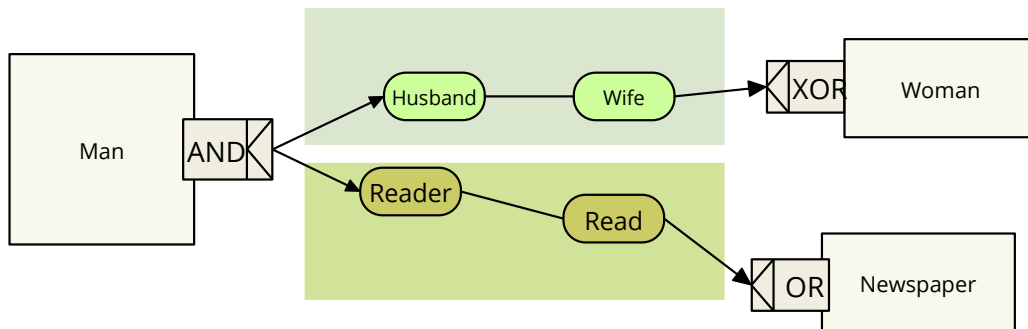 Man
AND
Husband
Wife
XOR
Woman
Reader
Read
OR
Newspaper